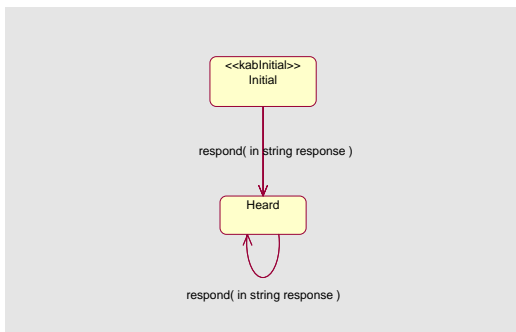 <<kabInitial>>
Initial
respond( in string response )
Heard
respond( in string response )